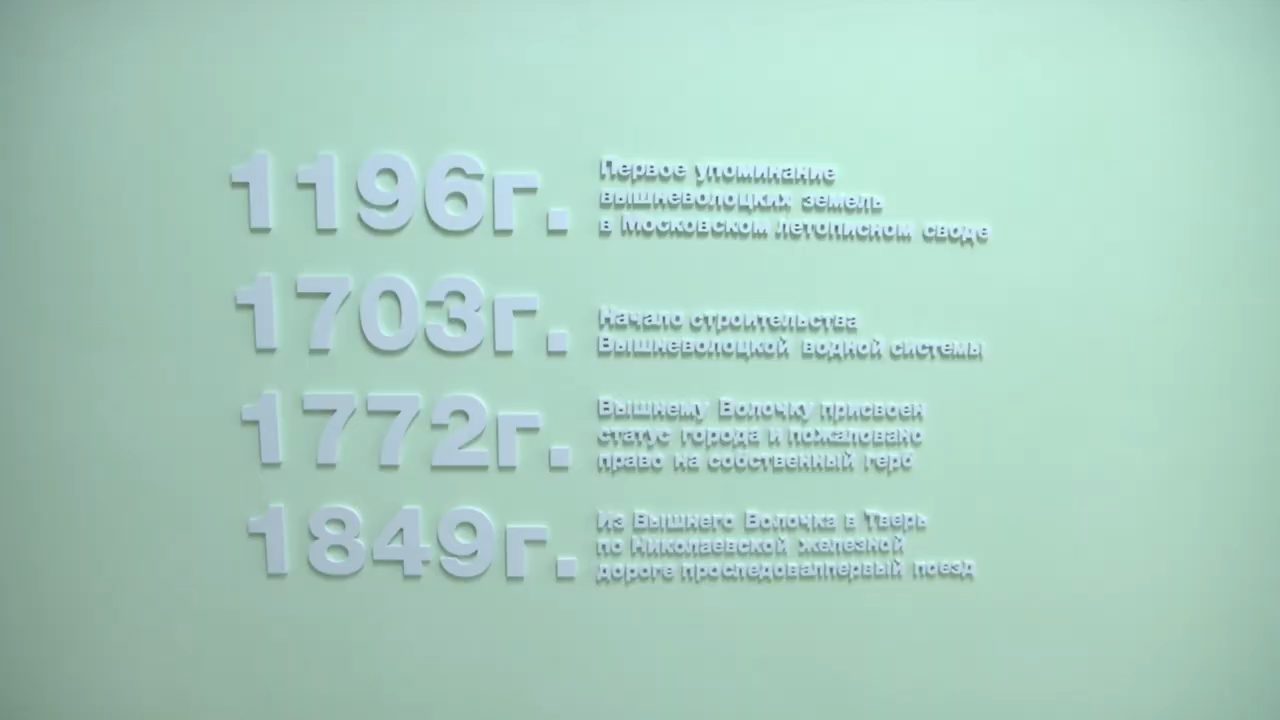 1196г.
Первое упоминание
вышневолоцких земель
в Московском летописном своде
1703г.
Начало строительства
Вышневолоцкой водной системы
1772г.
Вышнему Волочку присвоен
статус города и пожаловано
право на собственный герб
1849г.
Из Вышнего Волочка в Тверь
по Николаевской железной
дороге проследовалпервый поезд